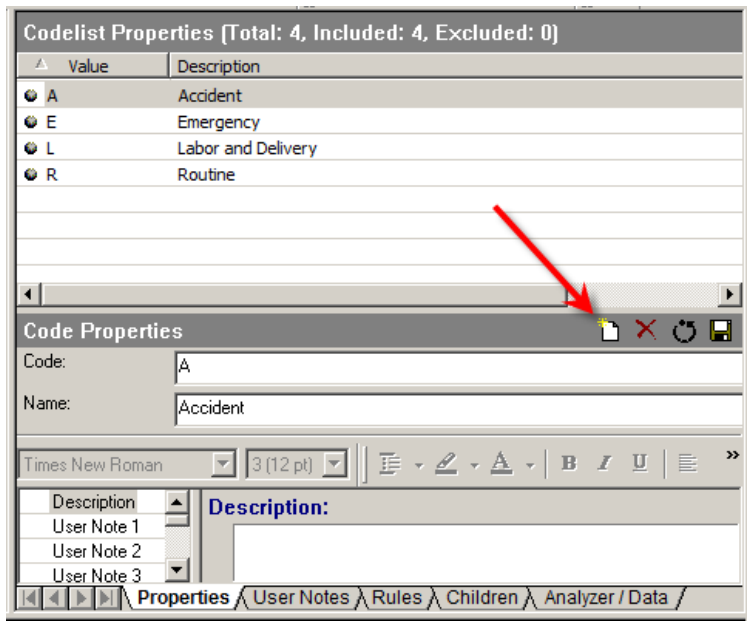 Codelist Properties (Total: 4, Included: 4, Excluded: 0)
Value Description
A Accident
E Emergency
L Labor and Delivery
R Routine
Code Properties
Code: A
Name: Accident
Times New Roman 3 (12 pt) A B I U »
Description Description:
User Note 1
User Note 2
User Note 3
Properties User Notes Rules Children Analyzer / Data